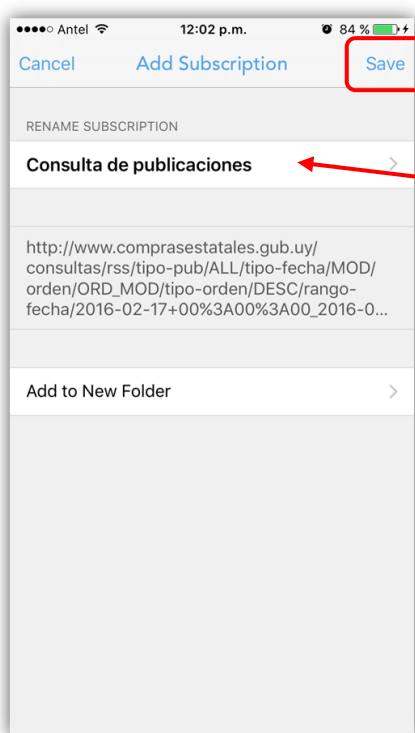 Antel 12:02 p.m. 84 %
Cancel Add Subscription Save
RENAME SUBSCRIPTION
Consulta de publicaciones
http://www.comprasestatales.gub.uy/
consultas/rss/tipo-pub/ALL/tipo-fecha/MOD/
orden/ORD_MOD/tipo-orden/DESC/rango-
fecha/2016-02-17+00%3A00%3A00_2016-0...
Add to New Folder